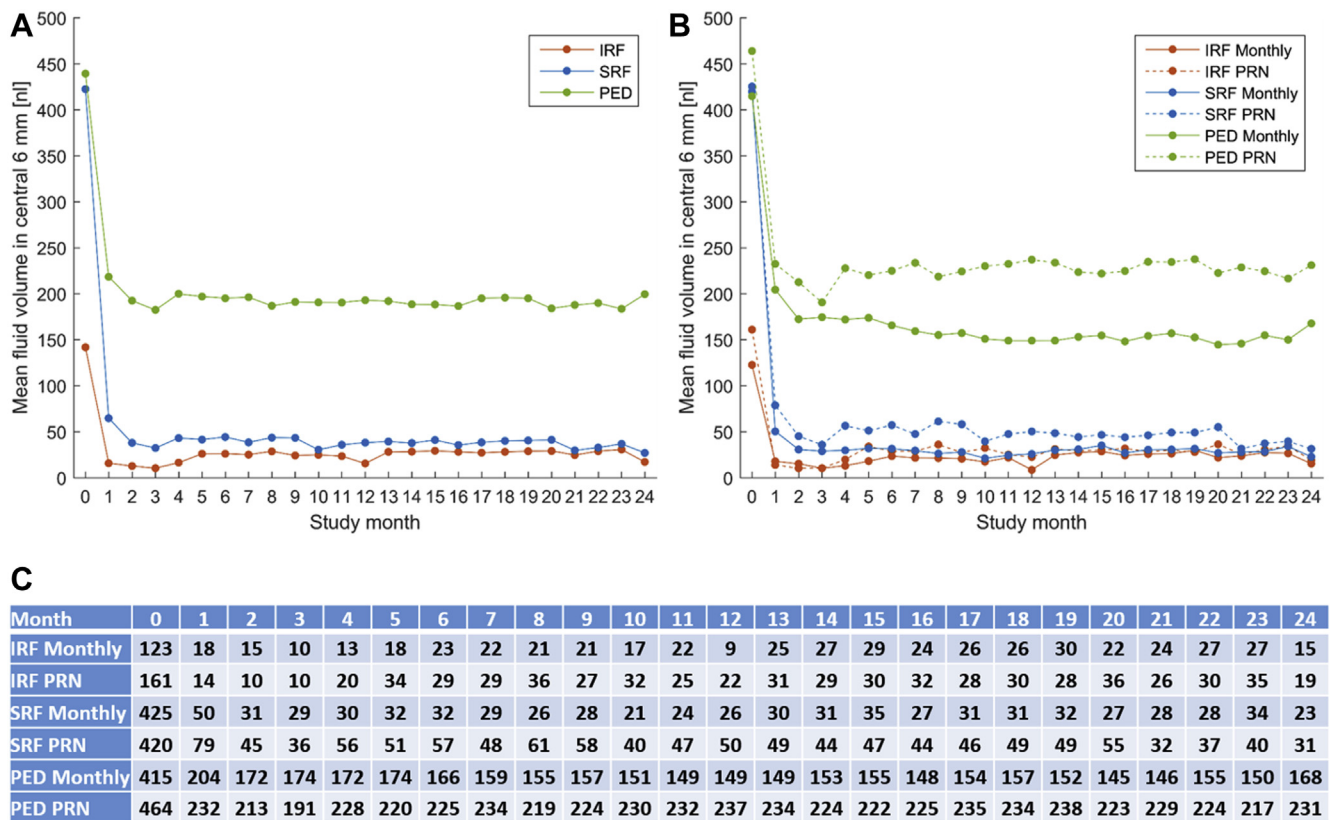 A
Mean fluid volume in central 6 mm [nl]
500
450
400
350
300
250
200
150
100
50
0
IRF
SRF
PED
0 1 2 3 4 5 6 7 8 9 10 11 12 13 14 15 16 17 18 19 20 21 22 23 24
Study month
B
Mean fluid volume in central 6 mm [nl]
500
450
400
350
300
250
200
150
100
50
0
IRF Monthly
IRF PRN
SRF Monthly
SRF PRN
PED Monthly
PED PRN
0 1 2 3 4 5 6 7 8 9 10 11 12 13 14 15 16 17 18 19 20 21 22 23 24
Study month
C
Month 0 1 2 3 4 5 6 7 8 9 10 11 12 13 14 15 16 17 18 19 20 21 22 23 24
IRF Monthly 123 18 15 10 13 18 23 22 21 21 17 22 9 25 27 29 24 26 26 30 22 24 27 27 15
IRF PRN 161 14 10 10 20 34 29 29 36 27 32 25 22 31 29 30 32 28 30 28 36 26 30 35 19
SRF Monthly 425 50 31 29 30 32 32 29 26 28 21 24 26 30 31 35 27 31 31 32 27 28 28 34 23
SRF PRN 420 79 45 36 56 51 57 48 61 58 40 47 50 49 44 47 44 46 49 49 55 32 37 40 31
PED Monthly 415 204 172 174 172 174 166 159 155 157 151 149 149 149 153 155 148 154 157 152 145 146 155 150 168
PED PRN 464 232 213 191 228 220 225 234 219 224 230 232 237 234 224 222 225 235 234 238 223 229 224 217 231